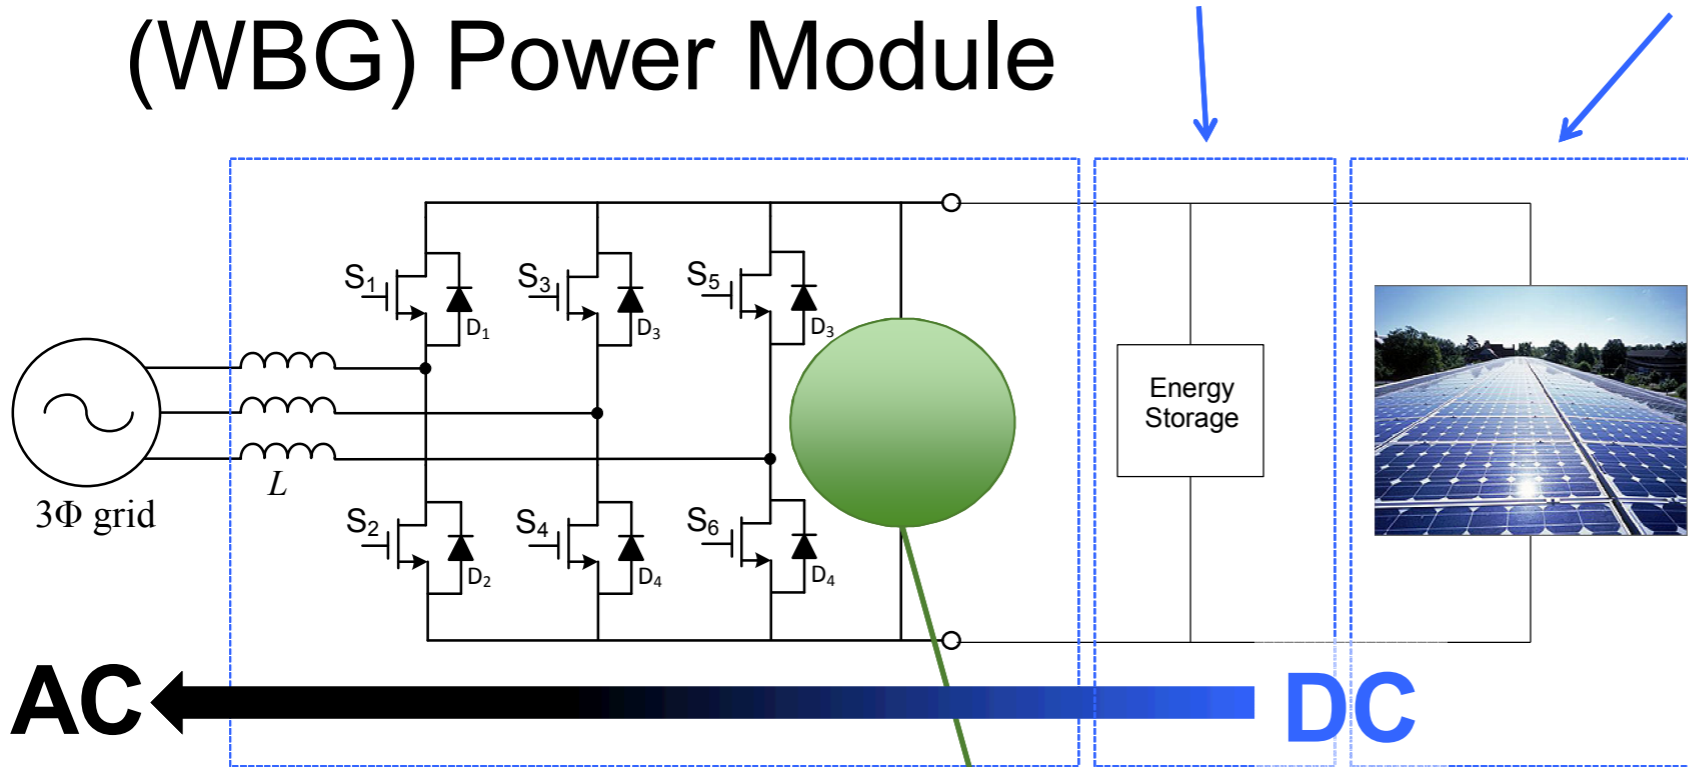 (WBG) Power Module
S1
D1
S3
D3
S5
D3
Energy
Storage
L
3Φ grid
S2
D2
S4
D4
S6
D4
AC
DC